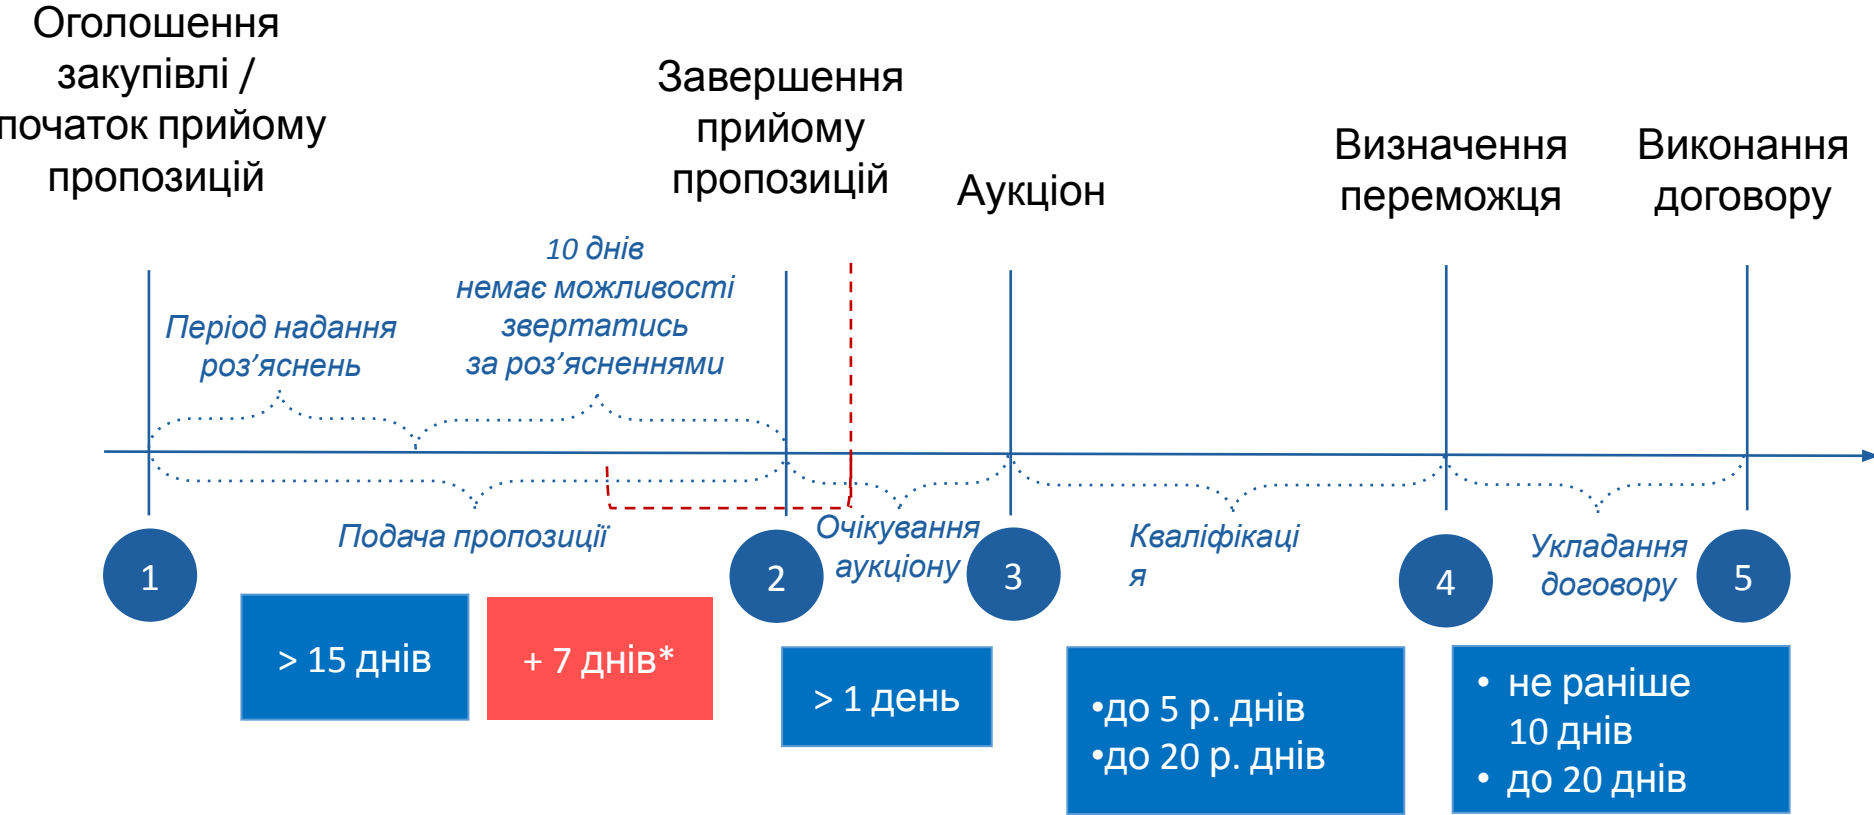 Оголошення
закупівлі /
початок прийому
пропозицій
Завершення
прийому
пропозицій
Аукціон
Визначення
переможця
Виконання
договору
Період надання
роз’яснень
10 днів
немає можливості
звертатись
за роз’ясненнями
Подача пропозиції
Очікування
аукціону
Кваліфікаці
я
Укладання
договору
1
2
3
4
5
> 15 днів
+ 7 днів*
> 1 день
•до 5 р. днів
•до 20 р. днів
• не раніше
10 днів
• до 20 днів